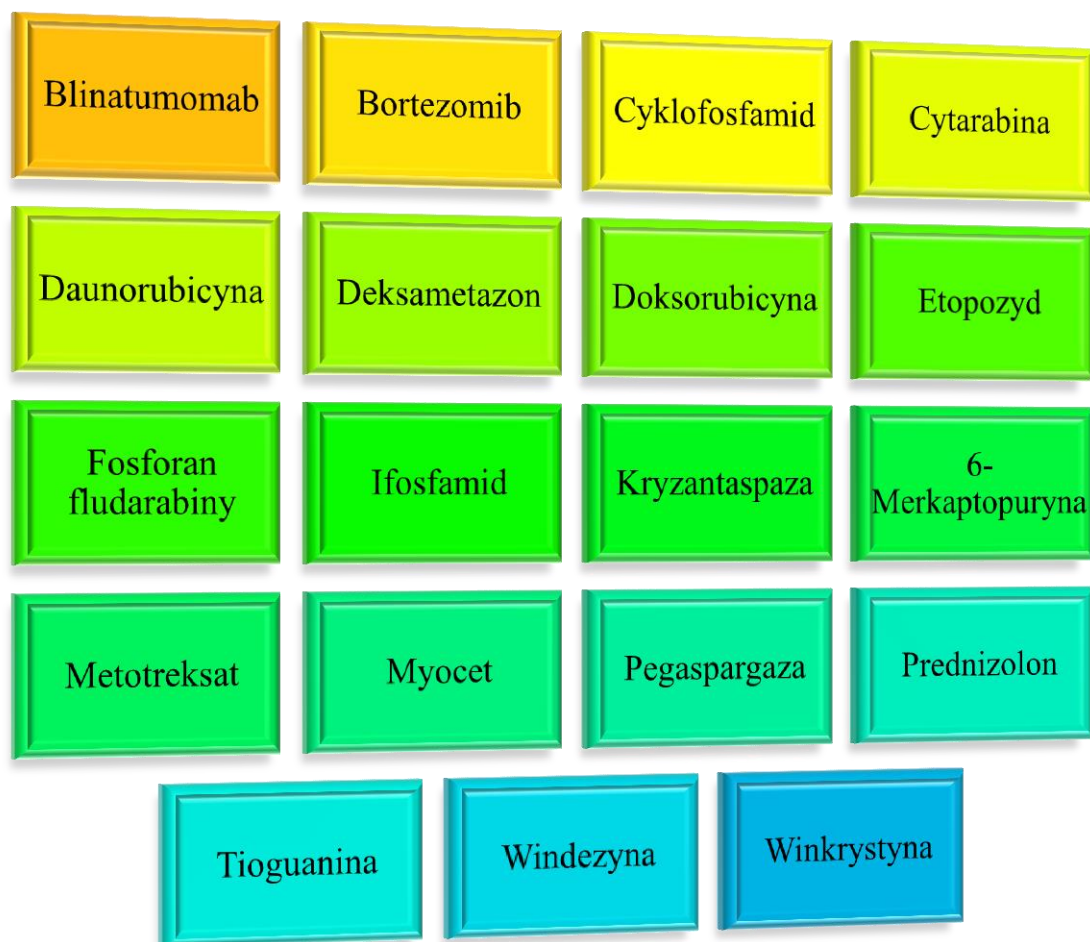 Blinatumomab
Bortezomib
Cyklofosfamid
Cytarabina
Daunorubicyna
Deksametazon
Doksorubicyna
Etopozyd
Fosforan
fludarabiny
Ifosfamid
Kryzantaspaza
6-
Merkaptopuryna
Metotreksat
Myocet
Pegaspargaza
Prednizolon
Tioguanina
Windezyna
Winkrystyna